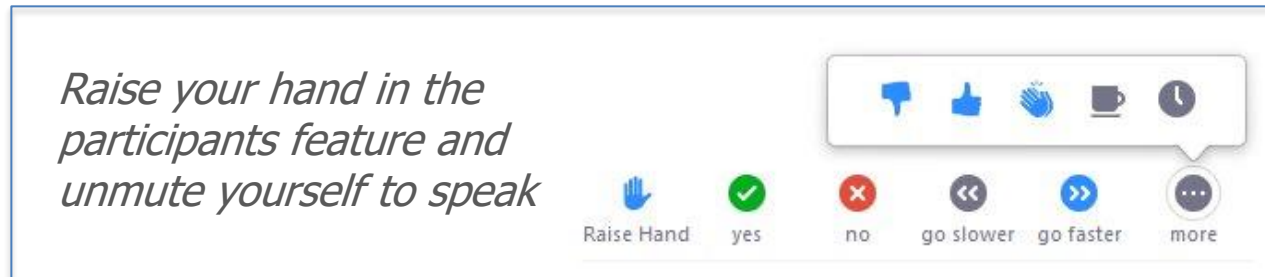 Raise your hand in the
participants feature and
unmute yourself to speak
Raise Hand yes no go slower go faster more